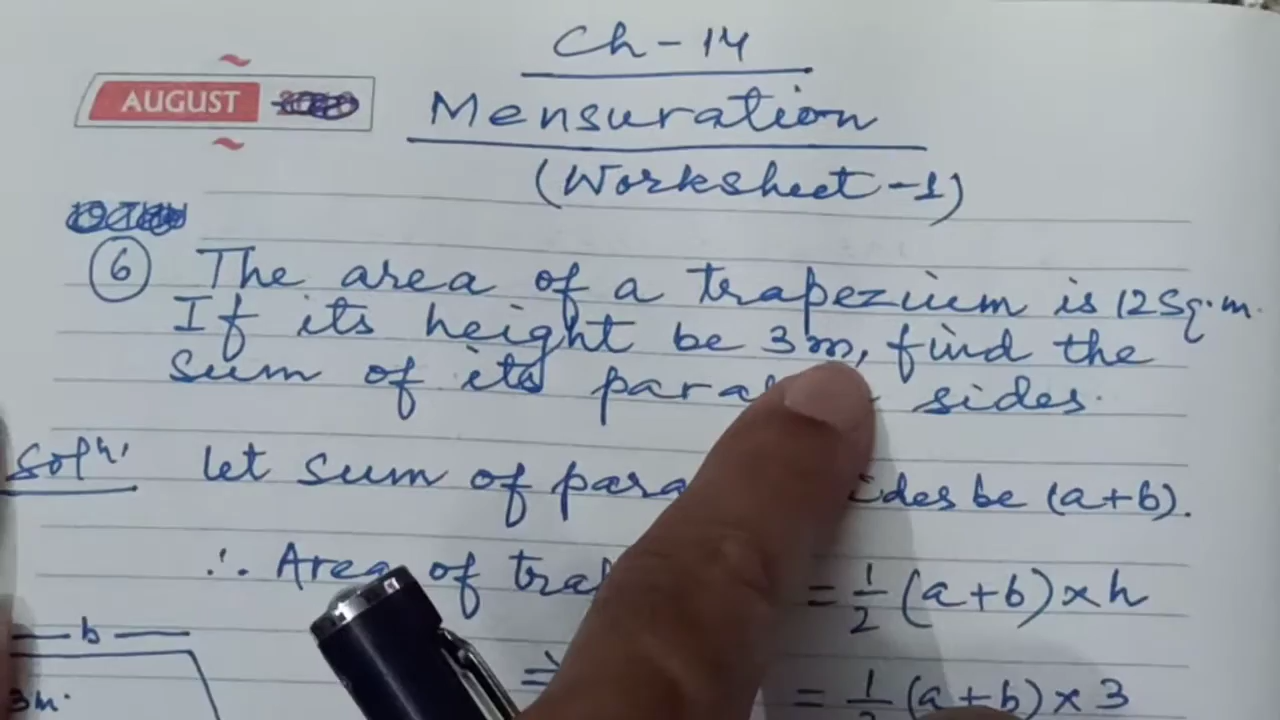 Ch-14
AUGUST
Mensuration
(Worksheet-1)
6 The area of a trapezium is 12 Sq.m.
If its height be 3m, find the
Sum of its sides.
Solⁿ. let sum of be (a+b).
∴ Area of = 1/2 (a+b)×h
b
⇒ = 1/2 (a+b)×3
3m.